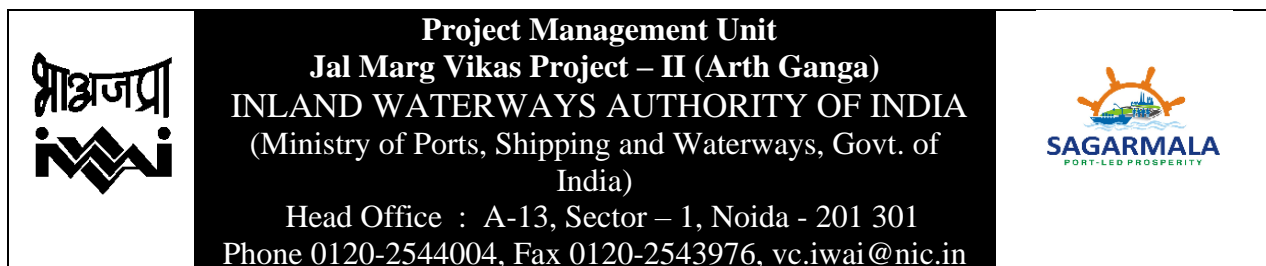 भाअजप्रा
iwai
Project Management Unit
Jal Marg Vikas Project – II (Arth Ganga)
INLAND WATERWAYS AUTHORITY OF INDIA
(Ministry of Ports, Shipping and Waterways, Govt. of
India)
Head Office : A-13, Sector – 1, Noida - 201 301
Phone 0120-2544004, Fax 0120-2543976, vc.iwai@nic.in
SAGARMALA
PORT-LED PROSPERITY